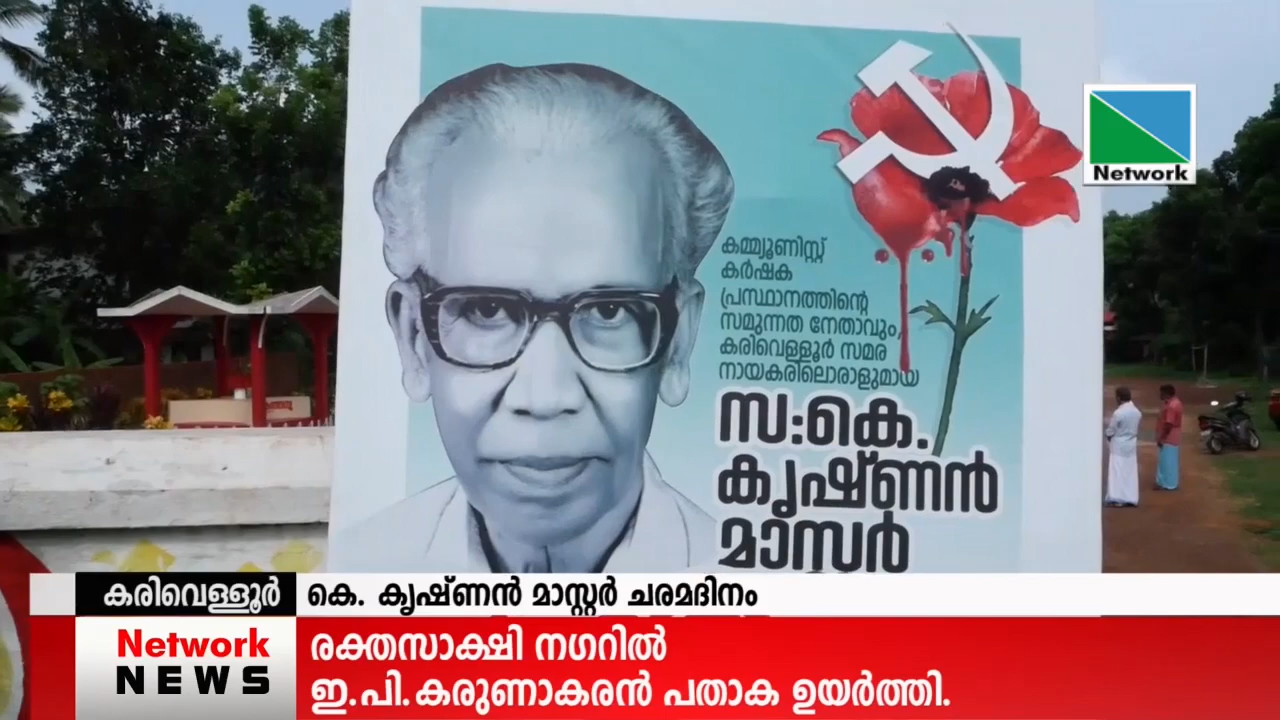 Network
കമ്മ്യൂണിസ്റ്റ്
കർഷക
പ്രസ്ഥാനത്തിന്റെ
സമുന്നത നേതാവും,
കരിവെള്ളൂർ സമര
നായകരിലൊരാളുമായ
സ:കെ.
കൃഷ്ണൻ
മാസ്റ്റർ
കരിവെള്ളൂർ
കെ. കൃഷ്ണൻ മാസ്റ്റർ ചരമദിനം
Network
NEWS
രക്തസാക്ഷി നഗറിൽ
ഇ.പി.കരുണാകരൻ പതാക ഉയർത്തി.